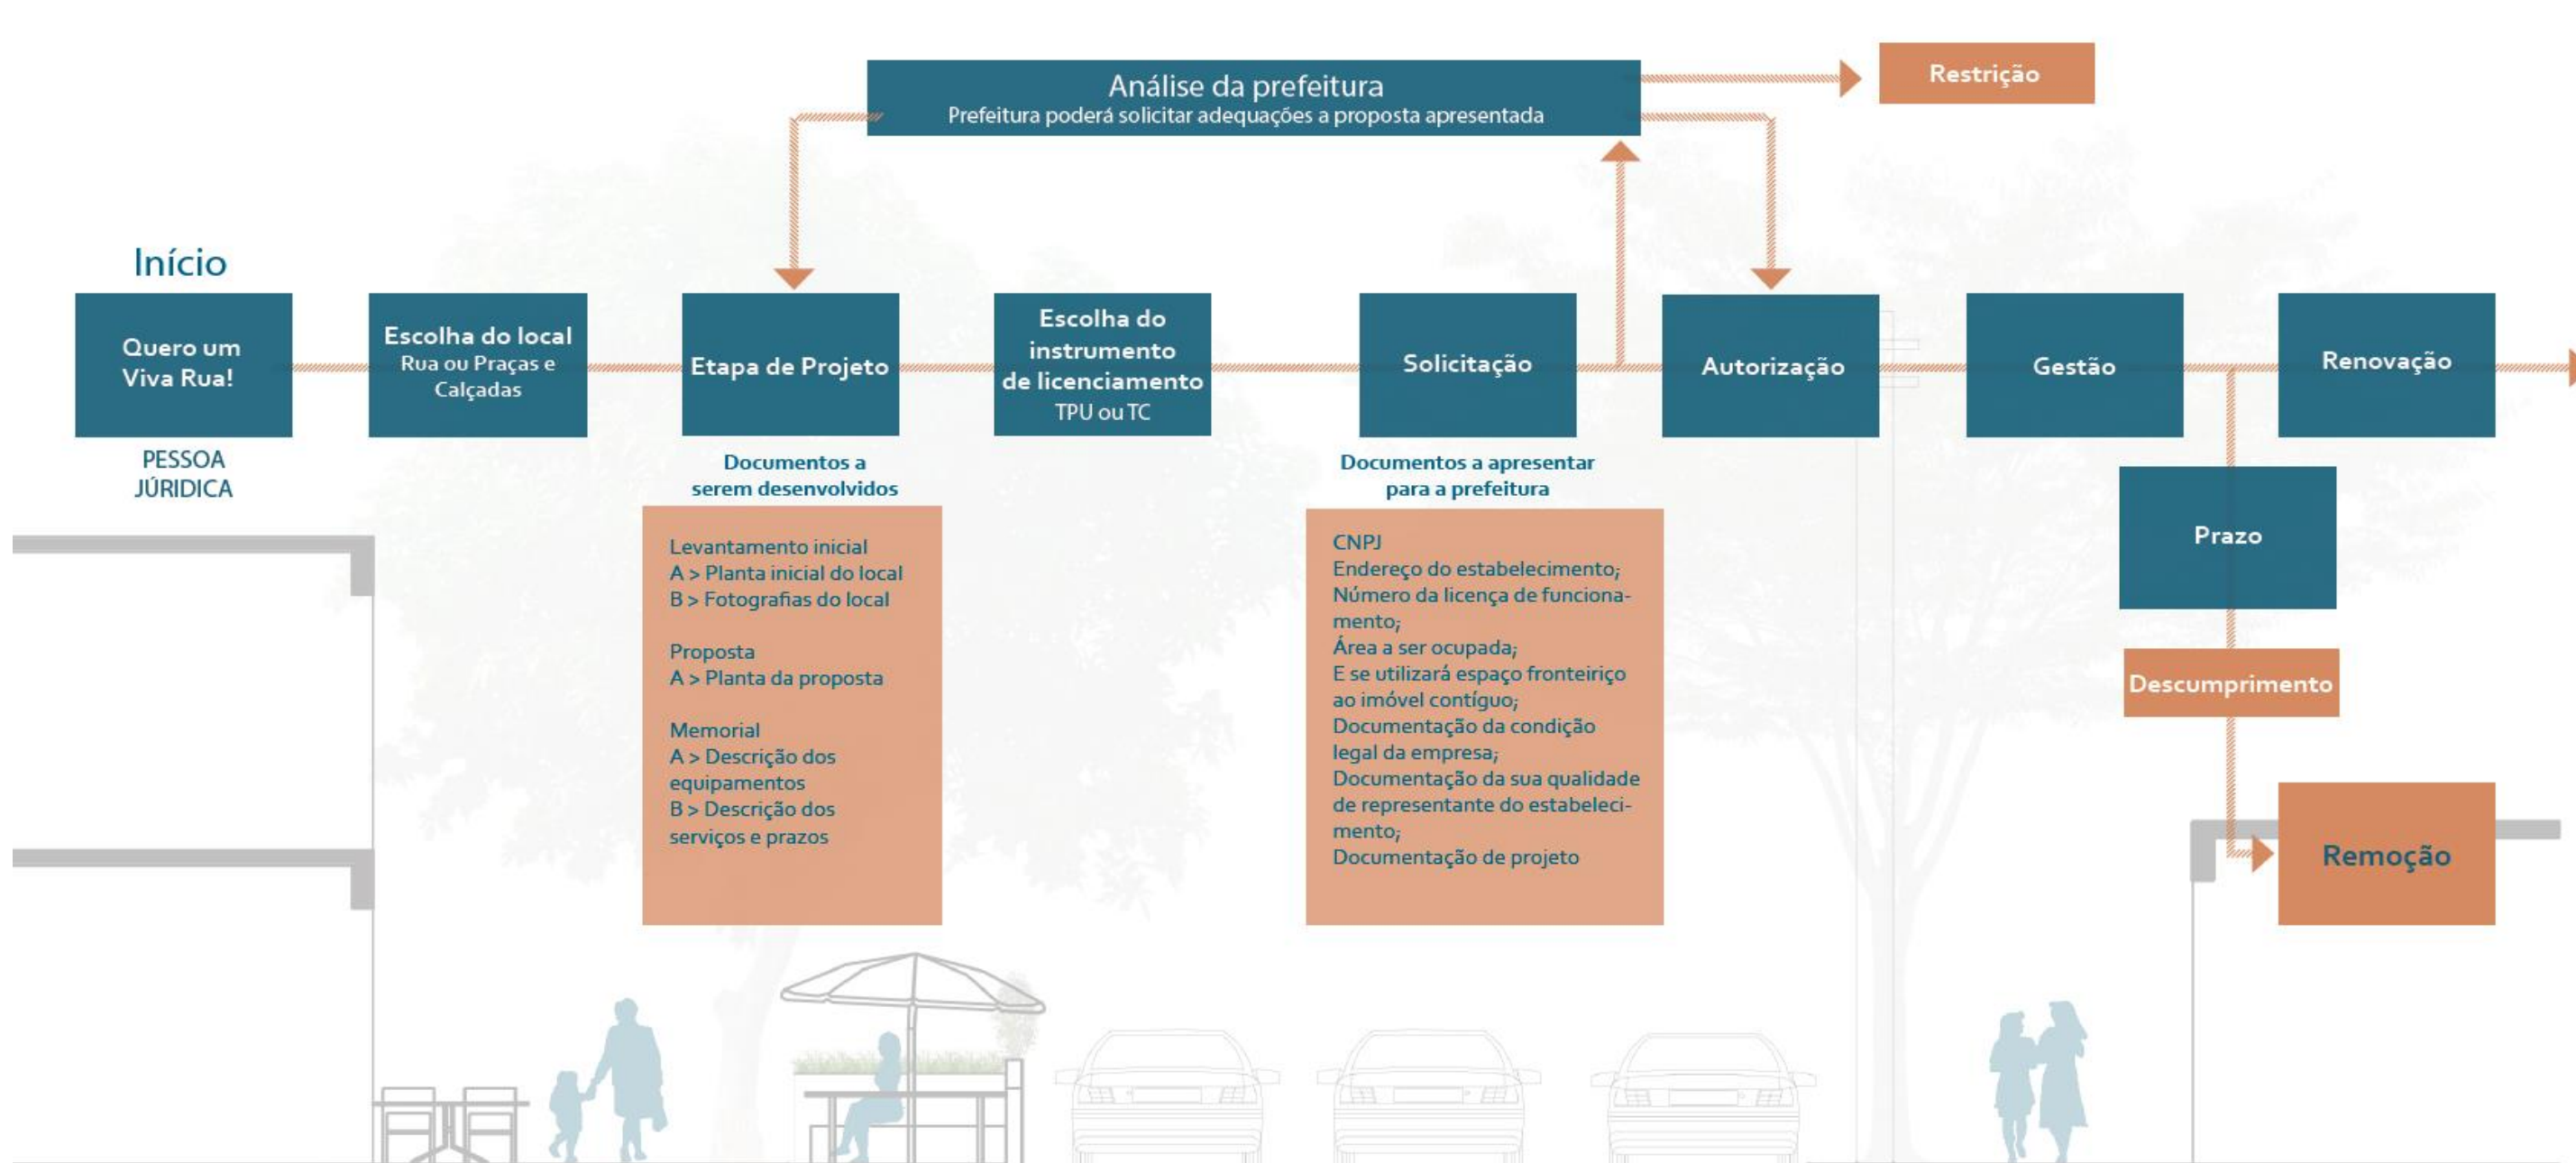 Análise da prefeitura
Prefeitura poderá solicitar adequações a proposta apresentada
Restrição
Início
Quero um
Viva Rua!
PESSOA
JÚRIDICA
Escolha do local
Rua ou Praças e
Calçadas
Etapa de Projeto
Documentos a
serem desenvolvidos
Levantamento inicial
A > Planta inicial do local
B > Fotografias do local
Proposta
A > Planta da proposta
Memorial
A > Descrição dos
equipamentos
B > Descrição dos
serviços e prazos
Escolha do
instrumento
de licenciamento
TPU ou TC
Solicitação
Documentos a apresentar
para a prefeitura
CNPJ
Endereço do estabelecimento;
Número da licença de funciona-
mento;
Área a ser ocupada;
E se utilizará espaço fronteiriço
ao imóvel contíguo;
Documentação da condição
legal da empresa;
Documentação da sua qualidade
de representante do estabeleci-
mento;
Documentação de projeto
Autorização
Gestão
Renovação
Prazo
Descumprimento
Remoção